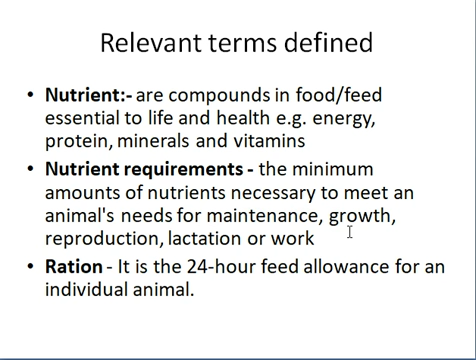 Relevant terms defined
• Nutrient:- are compounds in food/feed
essential to life and health e.g. energy,
protein, minerals and vitamins
• Nutrient requirements - the minimum
amounts of nutrients necessary to meet an
animal's needs for maintenance, growth,
reproduction, lactation or work
• Ration - It is the 24-hour feed allowance for an
individual animal.